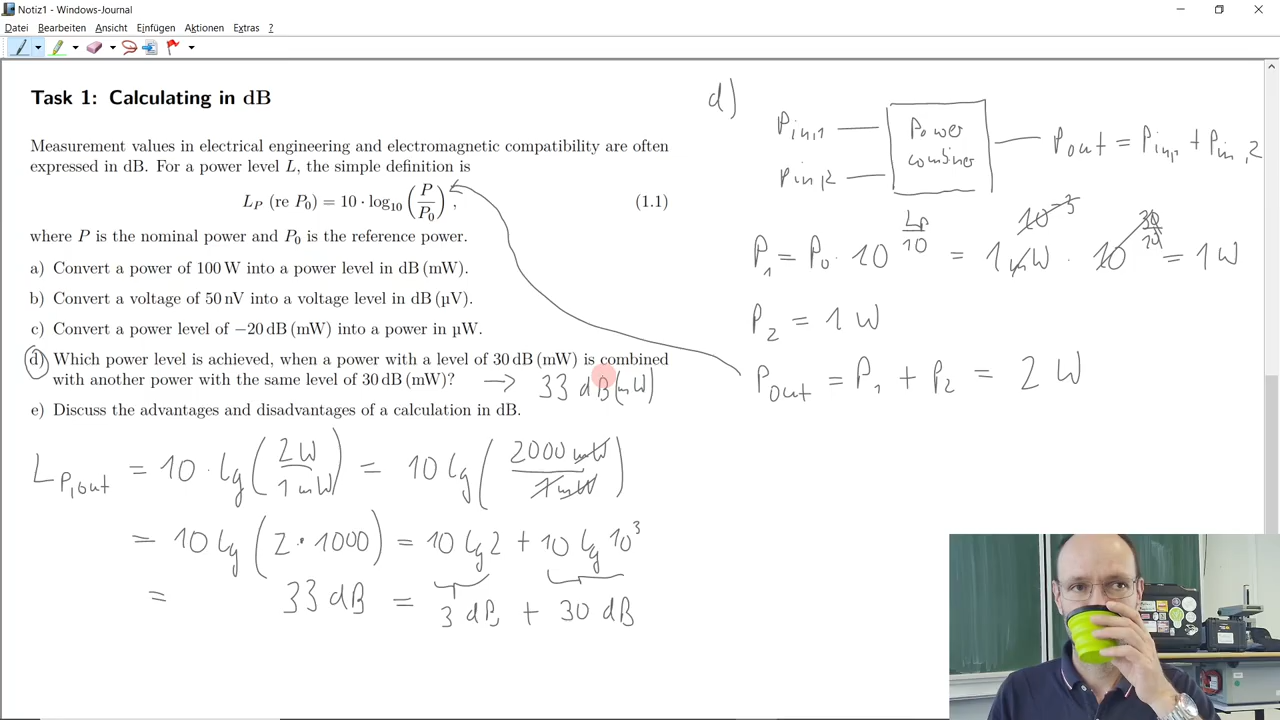 Notiz1 - Windows-Journal
Datei Bearbeiten Ansicht Einfügen Aktionen Extras ?
Task 1: Calculating in dB
Measurement values in electrical engineering and electromagnetic compatibility are often
expressed in dB. For a power level L, the simple definition is
L_P (re P_0) = 10 · log_10 (P/P_0), (1.1)
where P is the nominal power and P_0 is the reference power.
a) Convert a power of 100 W into a power level in dB (mW).
b) Convert a voltage of 50 nV into a voltage level in dB (µV).
c) Convert a power level of −20 dB (mW) into a power in µW.
d) Which power level is achieved, when a power with a level of 30 dB (mW) is combined
with another power with the same level of 30 dB (mW)? → 33 dB(mW)
e) Discuss the advantages and disadvantages of a calculation in dB.
L_P,out = 10 · lg (2W/1mW) = 10 lg (2000 mW/1mW)
= 10 lg (2 · 1000) = 10 lg 2 + 10 lg 10^3
= 33 dB = 3 dB + 30 dB
d)
P_in,1
P_in,2
Power
combiner
P_out = P_in,1 + P_in,2
P_1 = P_0 · 10^(L_P/10) = 1 mW · 10^(30/10) = 1 W
10^-3
P_2 = 1 W
P_out = P_1 + P_2 = 2 W